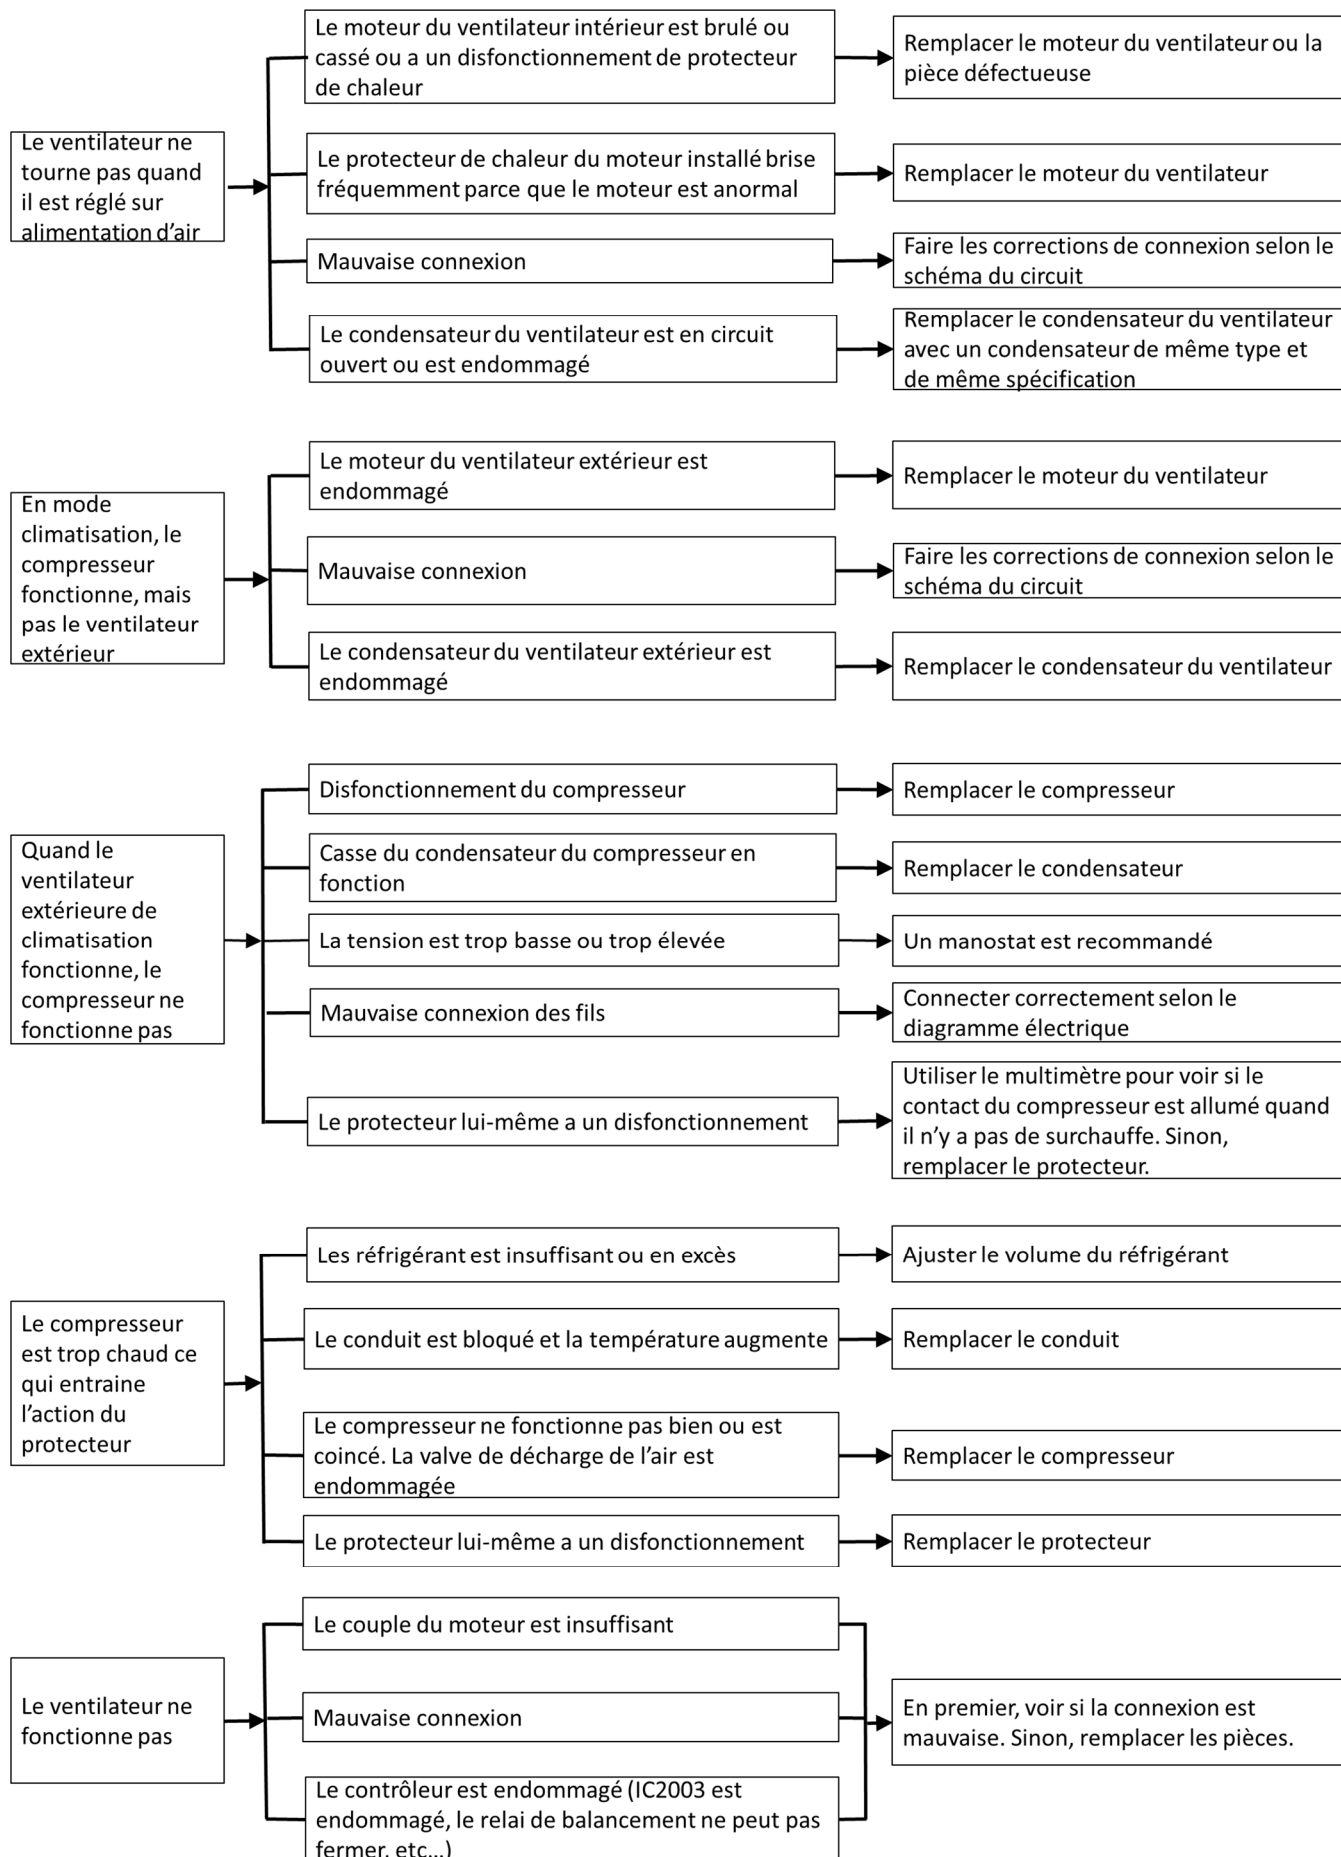 Le ventilateur ne
tourne pas quand
il est réglé sur
alimentation d'air
Le moteur du ventilateur intérieur est brulé ou
cassé ou a un disfonctionnement de protecteur
de chaleur
Remplacer le moteur du ventilateur ou la
pièce défectueuse
Le protecteur de chaleur du moteur installé brise
fréquemment parce que le moteur est anormal
Remplacer le moteur du ventilateur
Mauvaise connexion
Faire les corrections de connexion selon le
schéma du circuit
Le condensateur du ventilateur est en circuit
ouvert ou est endommagé
Remplacer le condensateur du ventilateur
avec un condensateur de même type et
de même spécification
En mode
climatisation, le
compresseur
fonctionne, mais
pas le ventilateur
extérieur
Le moteur du ventilateur extérieur est
endommagé
Remplacer le moteur du ventilateur
Mauvaise connexion
Faire les corrections de connexion selon le
schéma du circuit
Le condensateur du ventilateur extérieur est
endommagé
Remplacer le condensateur du ventilateur
Quand le
ventilateur
extérieure de
climatisation
fonctionne, le
compresseur ne
fonctionne pas
Disfonctionnement du compresseur
Remplacer le compresseur
Casse du condensateur du compresseur en
fonction
Remplacer le condensateur
La tension est trop basse ou trop élevée
Un manostat est recommandé
Mauvaise connexion des fils
Connecter correctement selon le
diagramme électrique
Le protecteur lui-même a un disfonctionnement
Utiliser le multimètre pour voir si le
contact du compresseur est allumé quand
il n'y a pas de surchauffe. Sinon,
remplacer le protecteur.
Le compresseur
est trop chaud ce
qui entraine
l'action du
protecteur
Les réfrigérant est insuffisant ou en excès
Ajuster le volume du réfrigérant
Le conduit est bloqué et la température augmente
Remplacer le conduit
Le compresseur ne fonctionne pas bien ou est
coincé. La valve de décharge de l'air est
endommagée
Remplacer le compresseur
Le protecteur lui-même a un disfonctionnement
Remplacer le protecteur
Le ventilateur ne
fonctionne pas
Le couple du moteur est insuffisant
Mauvaise connexion
Le contrôleur est endommagé (IC2003 est
endommagé, le relai de balancement ne peut pas
fermer, etc...)
En premier, voir si la connexion est
mauvaise. Sinon, remplacer les pièces.